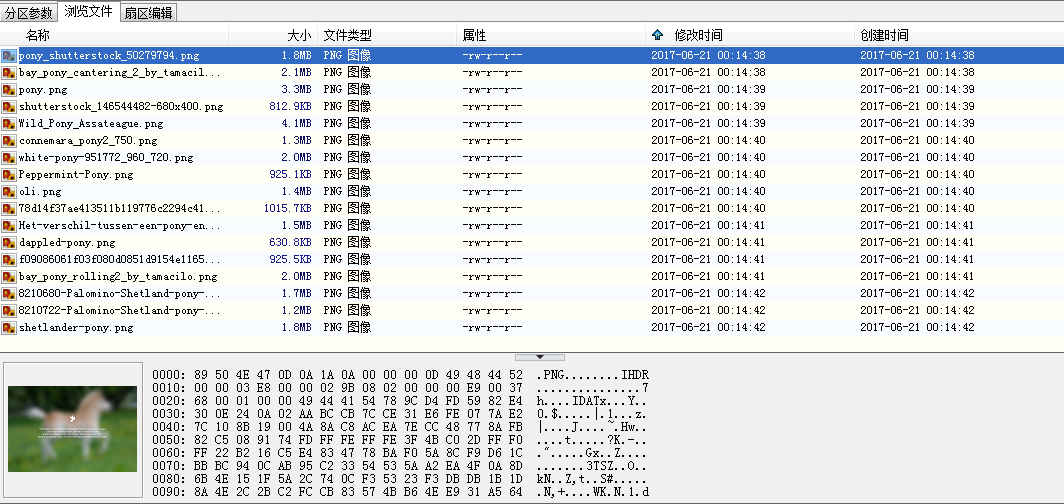 分区参数 浏览文件 扇区编辑
名称 大小 文件类型 属性 修改时间 创建时间
pony_shutterstock_50279794.png 1.8MB PNG 图像 -rw-r--r-- 2017-06-21 00:14:38 2017-06-21 00:14:38
bay_pony_cantering_2_by_tamacil... 2.1MB PNG 图像 -rw-r--r-- 2017-06-21 00:14:38 2017-06-21 00:14:38
pony.png 3.3MB PNG 图像 -rw-r--r-- 2017-06-21 00:14:39 2017-06-21 00:14:39
shutterstock_146544482-680x400.png 812.9KB PNG 图像 -rw-r--r-- 2017-06-21 00:14:39 2017-06-21 00:14:39
Wild_Pony_Assateague.png 4.1MB PNG 图像 -rw-r--r-- 2017-06-21 00:14:39 2017-06-21 00:14:39
connemara_pony2_750.png 1.3MB PNG 图像 -rw-r--r-- 2017-06-21 00:14:40 2017-06-21 00:14:40
white-pony-951772_960_720.png 2.0MB PNG 图像 -rw-r--r-- 2017-06-21 00:14:40 2017-06-21 00:14:40
Peppermint-Pony.png 925.1KB PNG 图像 -rw-r--r-- 2017-06-21 00:14:40 2017-06-21 00:14:40
oli.png 1.4MB PNG 图像 -rw-r--r-- 2017-06-21 00:14:40 2017-06-21 00:14:40
78d14f37ae413511b119776c2294c41... 1015.7KB PNG 图像 -rw-r--r-- 2017-06-21 00:14:40 2017-06-21 00:14:40
Het-verschil-tussen-een-pony-en... 1.5MB PNG 图像 -rw-r--r-- 2017-06-21 00:14:41 2017-06-21 00:14:41
dappled-pony.png 630.8KB PNG 图像 -rw-r--r-- 2017-06-21 00:14:41 2017-06-21 00:14:41
f09086061f03f080d0851d9154e1165... 925.5KB PNG 图像 -rw-r--r-- 2017-06-21 00:14:41 2017-06-21 00:14:41
bay_pony_rolling2_by_tamacilo.png 2.0MB PNG 图像 -rw-r--r-- 2017-06-21 00:14:41 2017-06-21 00:14:41
8210680-Palomino-Shetland-pony-... 1.7MB PNG 图像 -rw-r--r-- 2017-06-21 00:14:42 2017-06-21 00:14:42
8210722-Palomino-Shetland-pony-... 1.2MB PNG 图像 -rw-r--r-- 2017-06-21 00:14:42 2017-06-21 00:14:42
shetlander-pony.png 1.8MB PNG 图像 -rw-r--r-- 2017-06-21 00:14:42 2017-06-21 00:14:42
0000: 89 50 4E 47 0D 0A 1A 0A 00 00 00 0D 49 48 44 52 .PNG........IHDR
0010: 00 00 03 E8 00 00 02 9B 08 02 00 00 00 E9 00 37 ...............7
0020: 68 00 01 00 00 49 44 41 54 78 9C D4 FD 59 82 E4 h....IDATx...Y..
0030: 30 0E 24 0A 02 AA BC CB 7C CE 31 E6 FE 07 7A E2 0.$.....|.1...z.
0040: 7C 10 8B 19 00 4A 8A C8 AC EA 7E CC 48 77 8A FB |....J....~.Hw..
0050: 82 C5 08 91 74 FD FF FE FF FE 3F 4B C0 2D FF F0 ....t.....?K.-..
0060: FF 22 B2 16 C5 E4 83 47 78 BA F0 5A 8C F9 D6 1C .".....Gx..Z....
0070: BB BC 94 0C AB 95 C2 33 54 53 5A A2 EA 4F 0A 8D .......3TSZ..O..
0080: 6B 4E 15 1F 5A 2C 74 0C F3 53 23 F3 DB DB 1B 1D kN..Z,t..S#.....
0090: 8A 4E 2C 2B C2 FC CB 83 57 4B B6 4E E9 31 A5 64 .N,+....WK.N.1.d